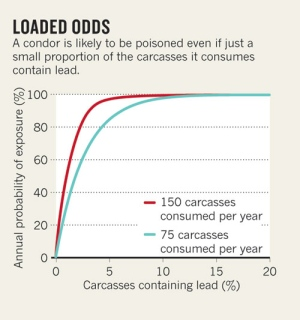 LOADED ODDS
A condor is likely to be poisoned even if just a
small proportion of the carcasses it consumes
contain lead.
Annual probability of exposure (%)
100
80
60
40
20
0
150 carcasses
consumed per year
75 carcasses
consumed per year
0 5 10 15 20
Carcasses containing lead (%)